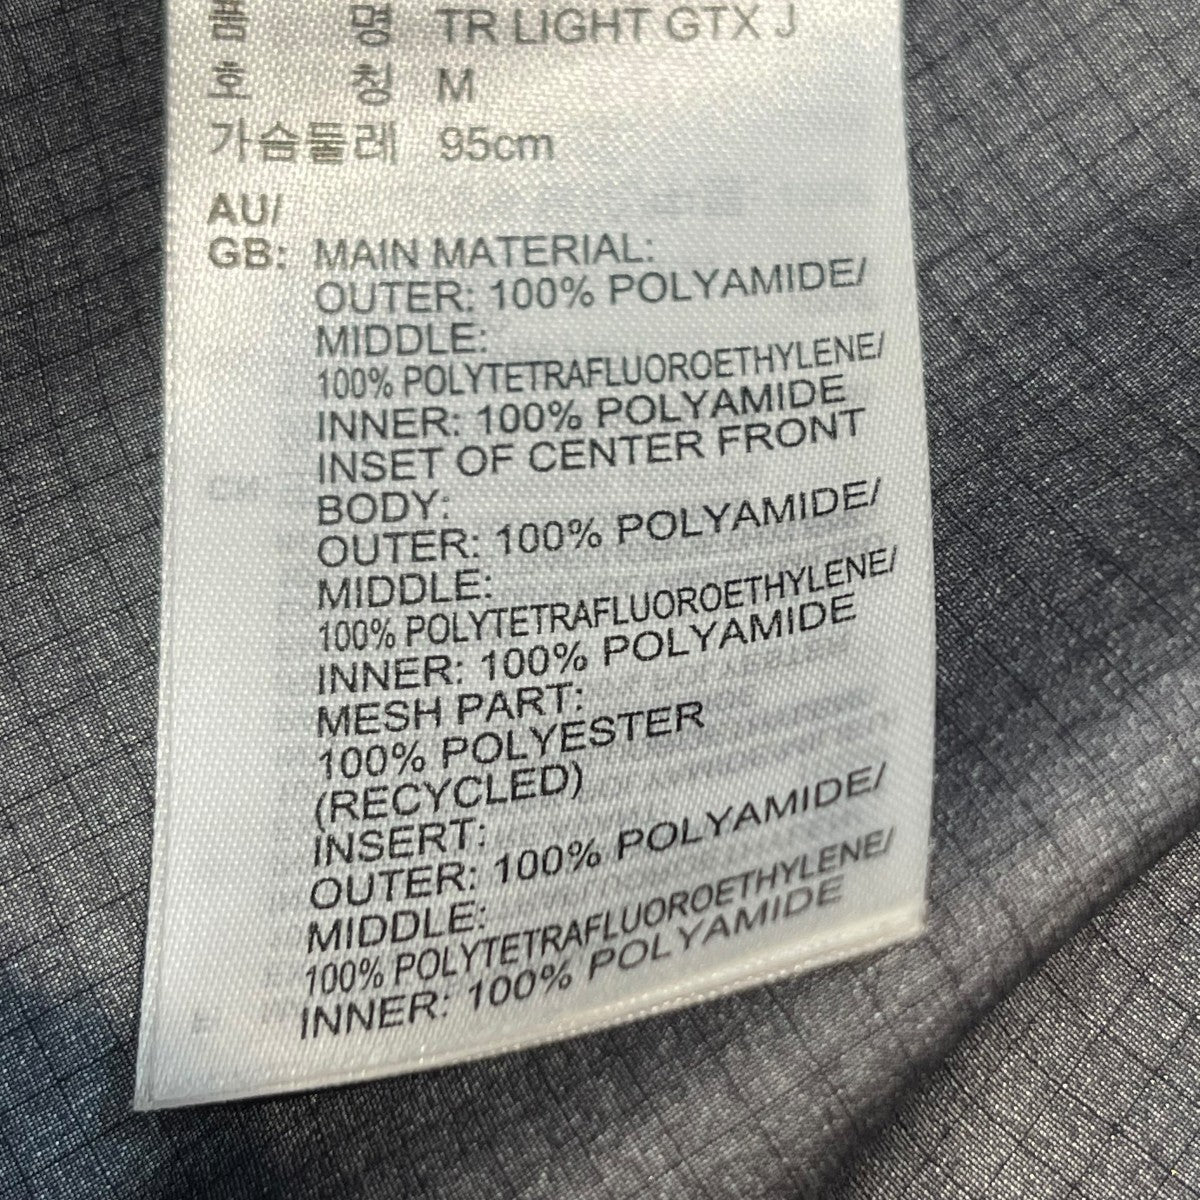 품 명 TR LIGHT GTX J
호 칭 M
가슴둘레 95cm
AU/
GB: MAIN MATERIAL:
OUTER: 100% POLYAMIDE/
MIDDLE:
100% POLYTETRAFLUOROETHYLENE/
INNER: 100% POLYAMIDE
INSET OF CENTER FRONT
BODY:
OUTER: 100% POLYAMIDE/
MIDDLE:
100% POLYTETRAFLUOROETHYLENE/
INNER: 100% POLYAMIDE
MESH PART:
100% POLYESTER
(RECYCLED)
INSERT:
OUTER: 100% POLYAMIDE/
MIDDLE:
100% POLYTETRAFLUOROETHYLENE/
INNER: 100% POLYAMIDE